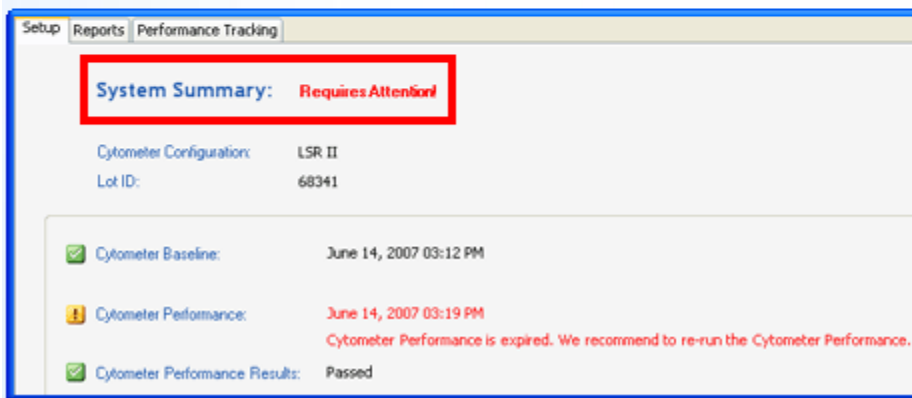 Setup Reports Performance Tracking
System Summary: Requires Attention!
Cytometer Configuration: LSR II
Lot ID: 68341
Cytometer Baseline: June 14, 2007 03:12 PM
Cytometer Performance: June 14, 2007 03:19 PM
Cytometer Performance is expired. We recommend to re-run the Cytometer Performance.
Cytometer Performance Results: Passed